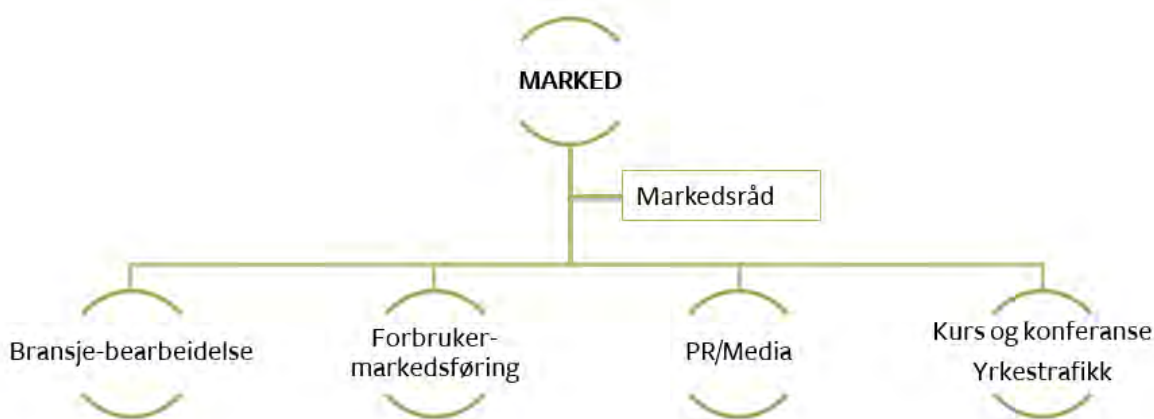 MARKED
Markedsråd
Bransje-bearbeidelse
Forbruker-
markedsføring
PR/Media
Kurs og konferanse
Yrkestrafikk